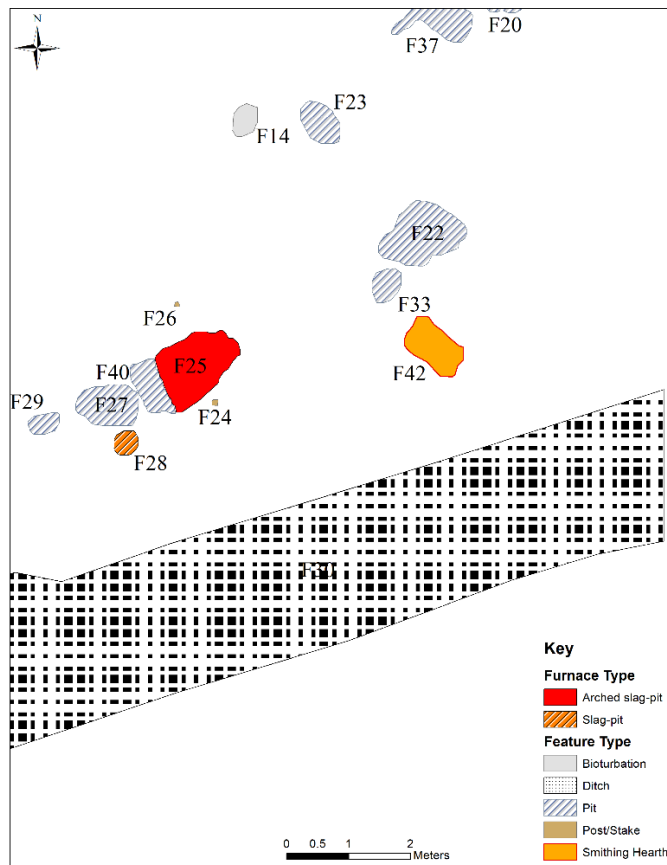 N
F37
F20
F23
F14
F22
F33
F26
F25
F40
F42
F29
F27
F24
F28
F30
Key
Furnace Type
Arched slag-pit
Slag-pit
Feature Type
Bioturbation
Ditch
Pit
Post/Stake
Smithing Hearth
0 0.5 1 2
Meters